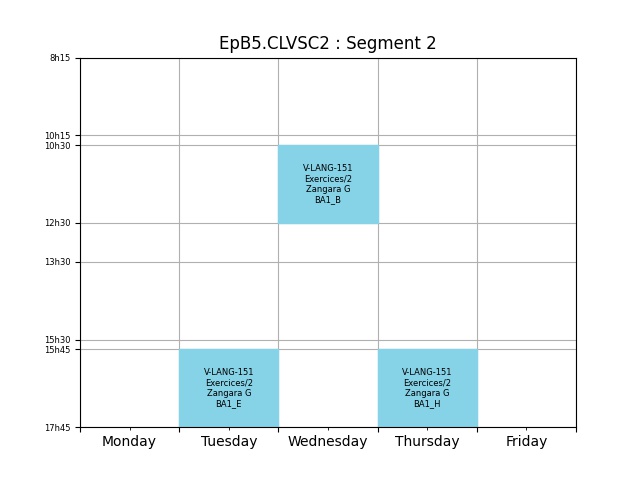 EpB5.CLVSC2 : Segment 2
8h15
10h15
10h30
V-LANG-151
Exercices/2
Zangara G
BA1_B
12h30
13h30
15h30
15h45
V-LANG-151
Exercices/2
Zangara G
BA1_E
V-LANG-151
Exercices/2
Zangara G
BA1_H
17h45
Monday Tuesday Wednesday Thursday Friday